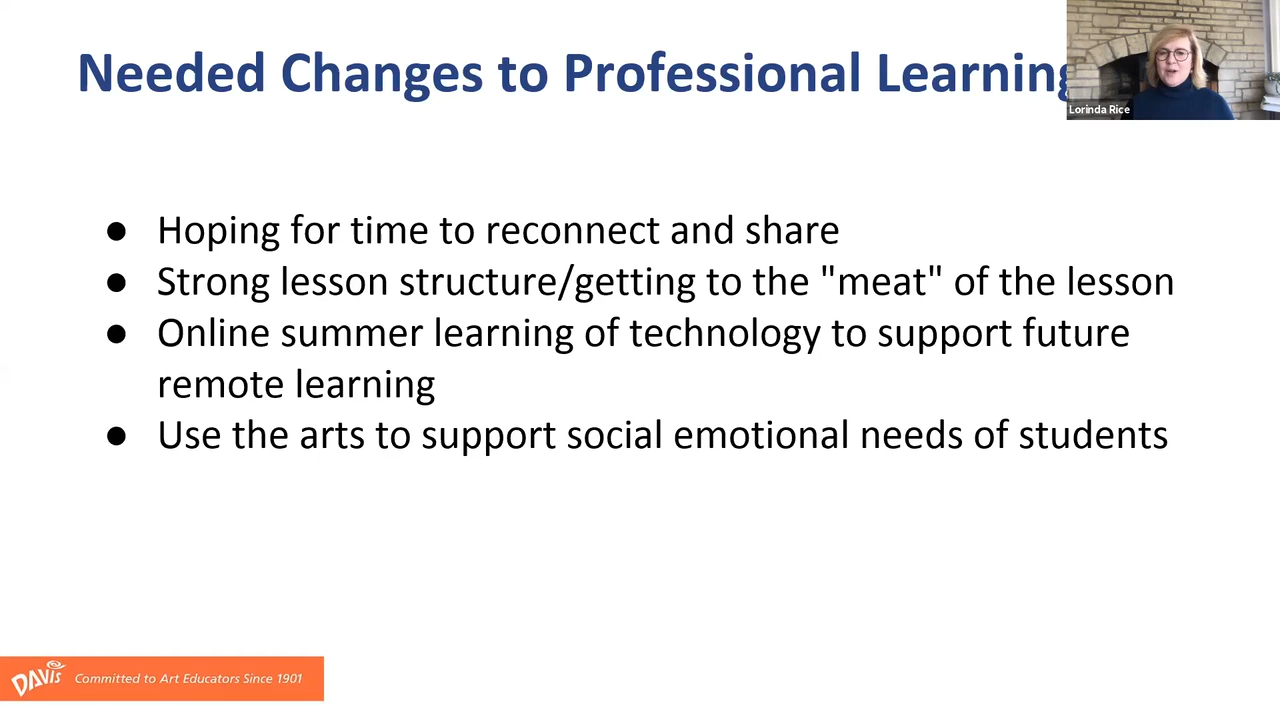 Needed Changes to Professional Learning
Lorinda Rice
● Hoping for time to reconnect and share
● Strong lesson structure/getting to the "meat" of the lesson
● Online summer learning of technology to support future
remote learning
● Use the arts to support social emotional needs of students
DAVIS Committed to Art Educators Since 1901